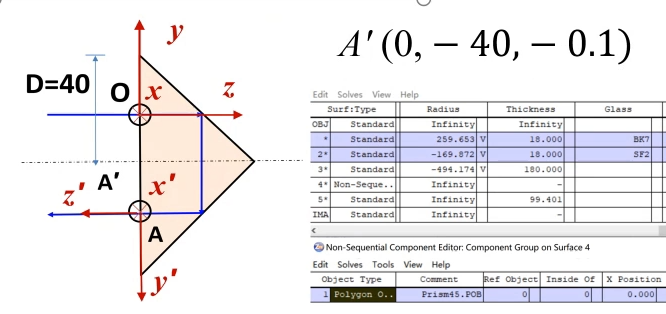 y
D=40
O
x
z
A′
z′
x′
A
y′
A′(0, − 40, − 0.1)
Edit Solves View Help
Surf:Type Radius Thickness Glass
OBJ Standard Infinity Infinity
* Standard 259.653 V 18.000 BK7
2* Standard -169.872 V 18.000 SF2
3* Standard -494.174 V 180.000
4* Non-Seque.. Infinity -
5* Standard Infinity 99.401
IMA Standard Infinity -
<
Non-Sequential Component Editor: Component Group on Surface 4
Edit Solves Tools View Help
Object Type Comment Ref Object Inside Of X Position
1 Polygon O.. Prism45.POB 0 0 0.000